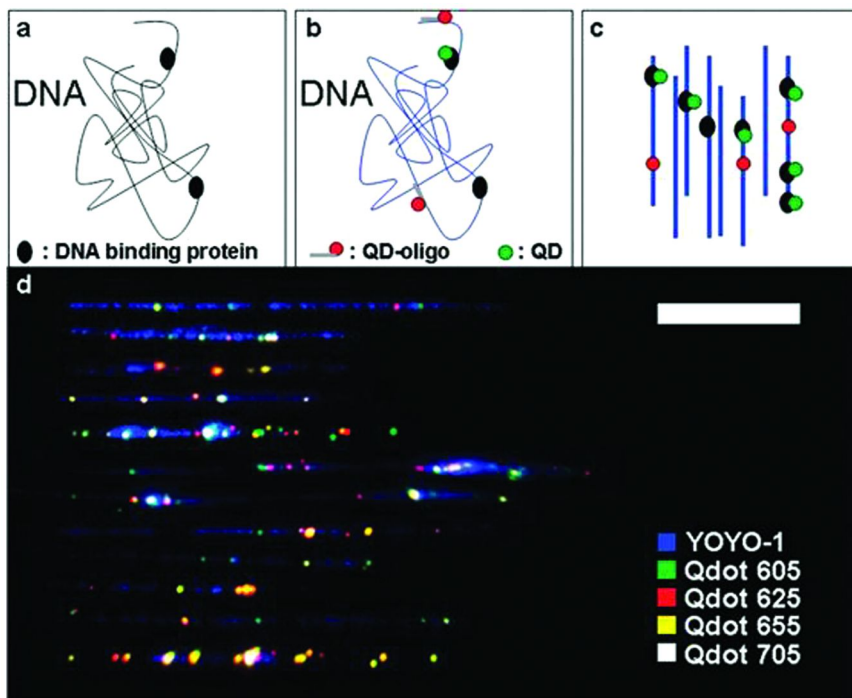 a
DNA
: DNA binding protein
b
DNA
: QD-oligo : QD
c
d
YOYO-1
Qdot 605
Qdot 625
Qdot 655
Qdot 705